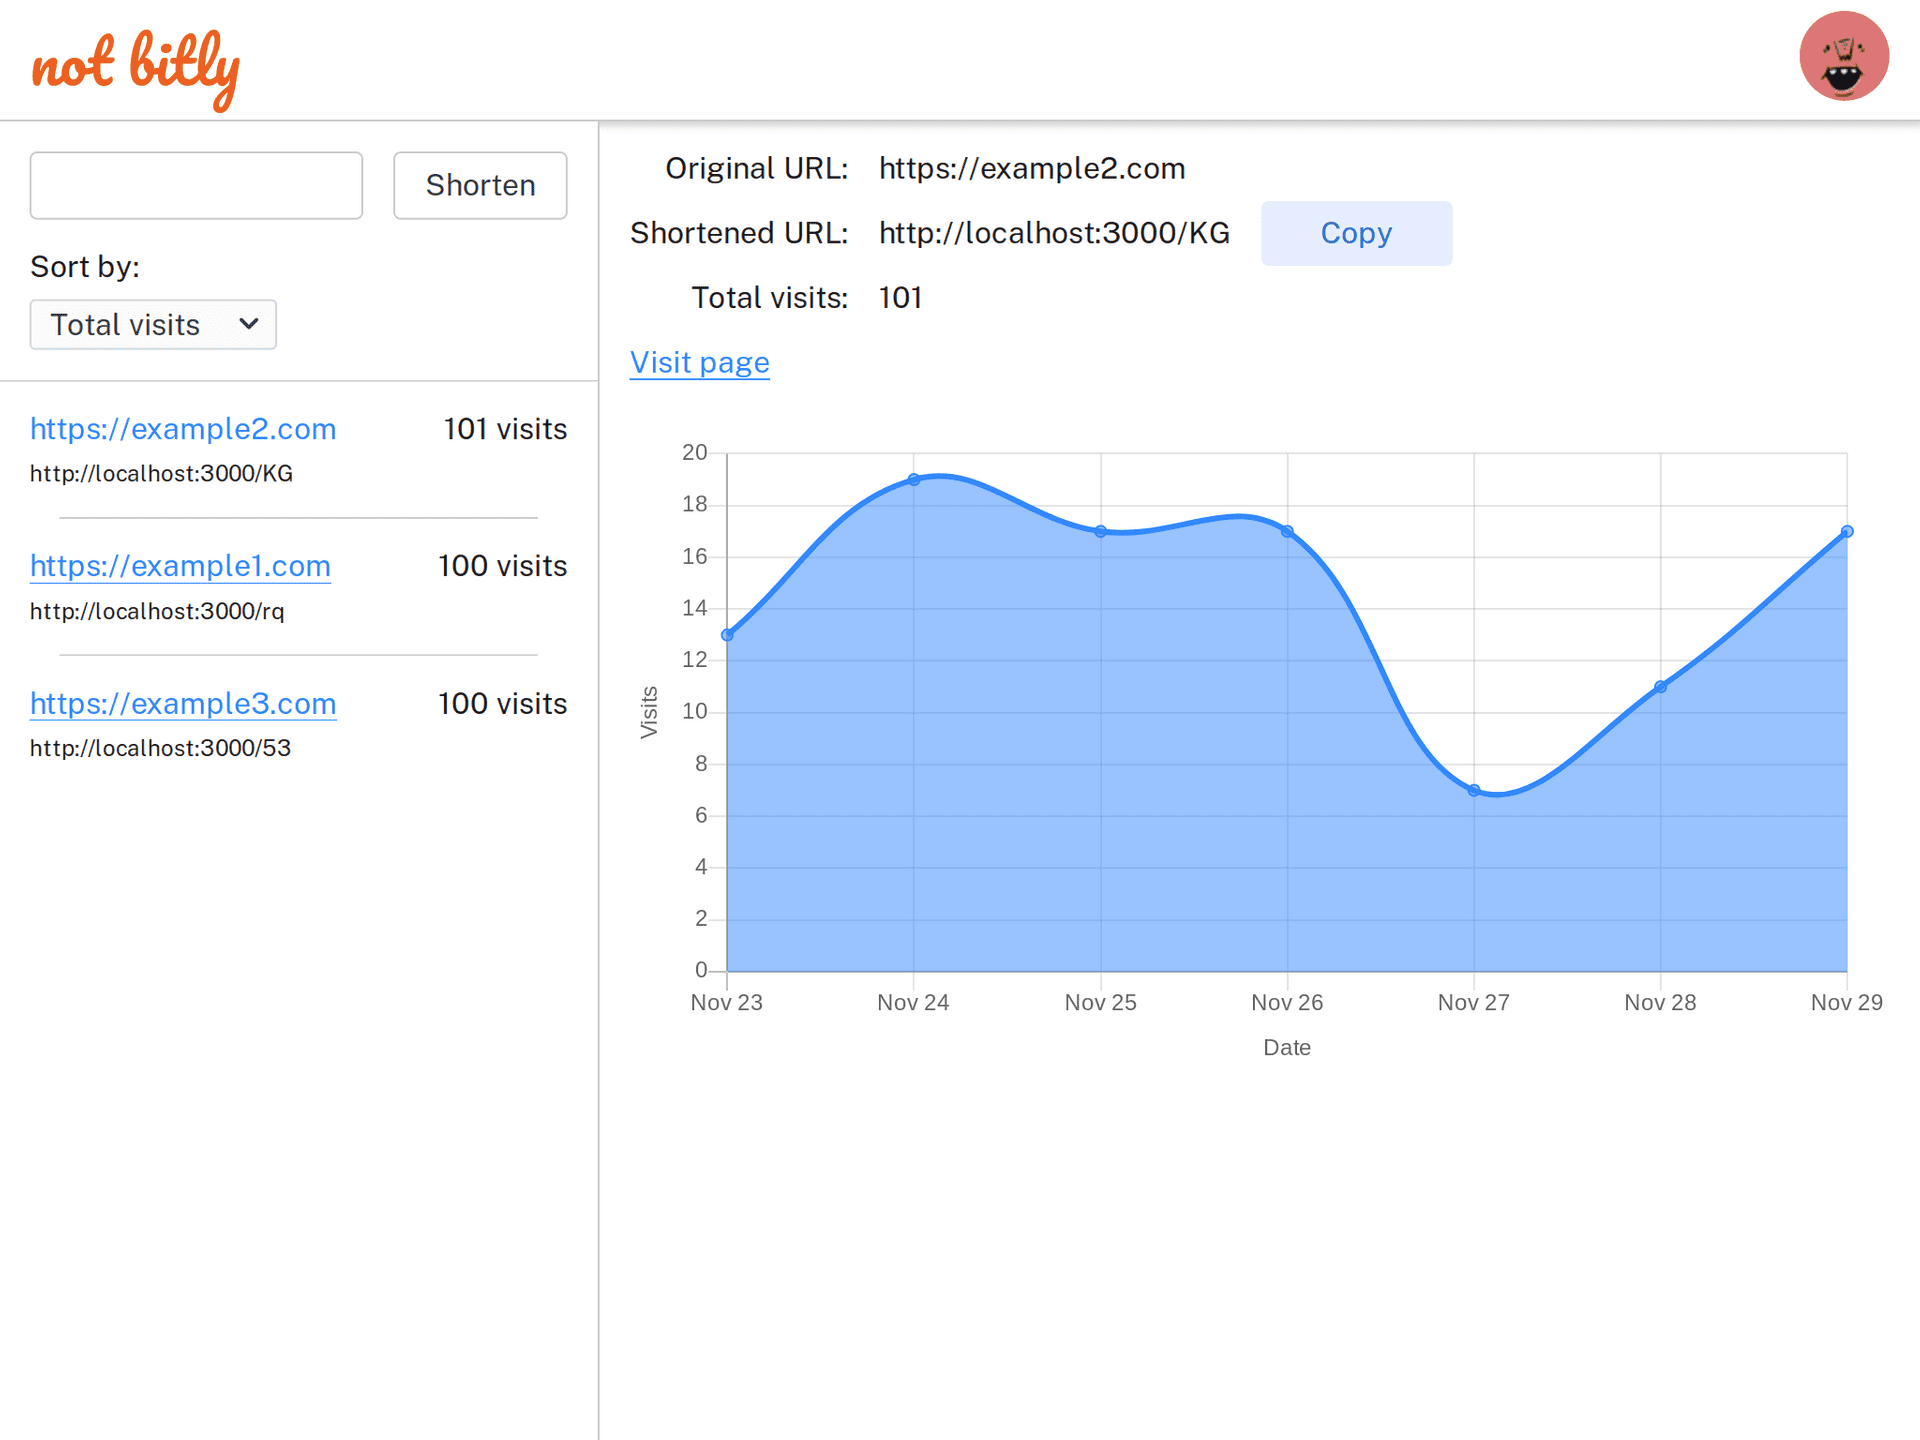 not bitly
Shorten
Sort by:
Total visits
https://example2.com 101 visits
http://localhost:3000/KG
https://example1.com 100 visits
http://localhost:3000/rq
https://example3.com 100 visits
http://localhost:3000/53
Original URL: https://example2.com
Shortened URL: http://localhost:3000/KG Copy
Total visits: 101
Visit page
20
18
16
14
12
10
8
6
4
2
0
Visits
Nov 23 Nov 24 Nov 25 Nov 26 Nov 27 Nov 28 Nov 29
Date